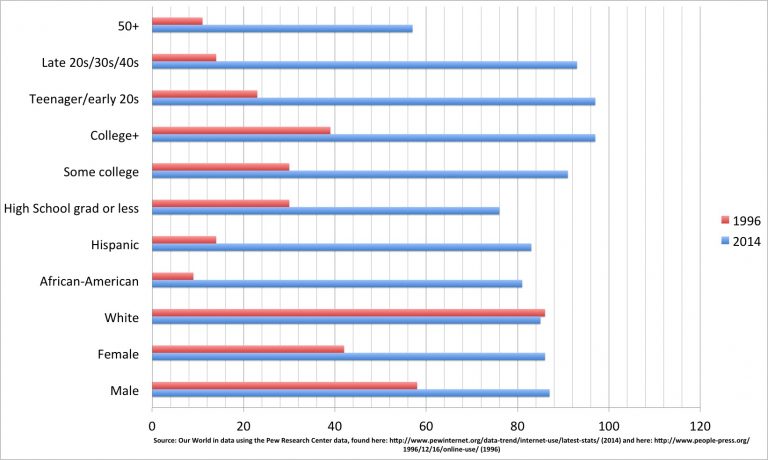 50+
Late 20s/30s/40s
Teenager/early 20s
College+
Some college
High School grad or less
Hispanic
African-American
White
Female
Male
1996
2014
0 20 40 60 80 100 120
Source: Our World in data using the Pew Research Center data, found here: http://www.pewinternet.org/data-trend/internet-use/latest-stats/ (2014) and here: http://www.people-press.org/
1996/12/16/online-use/ (1996)